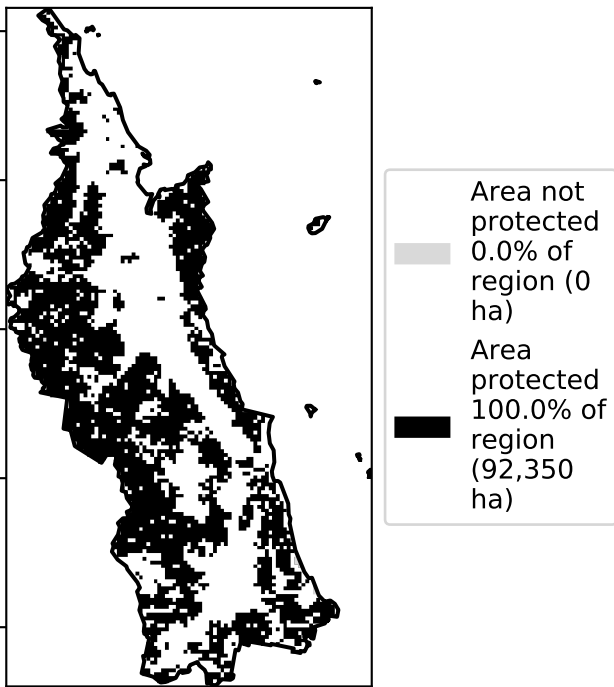 Area not
protected
0.0% of
region (0
ha)
Area
protected
100.0% of
region
(92,350
ha)